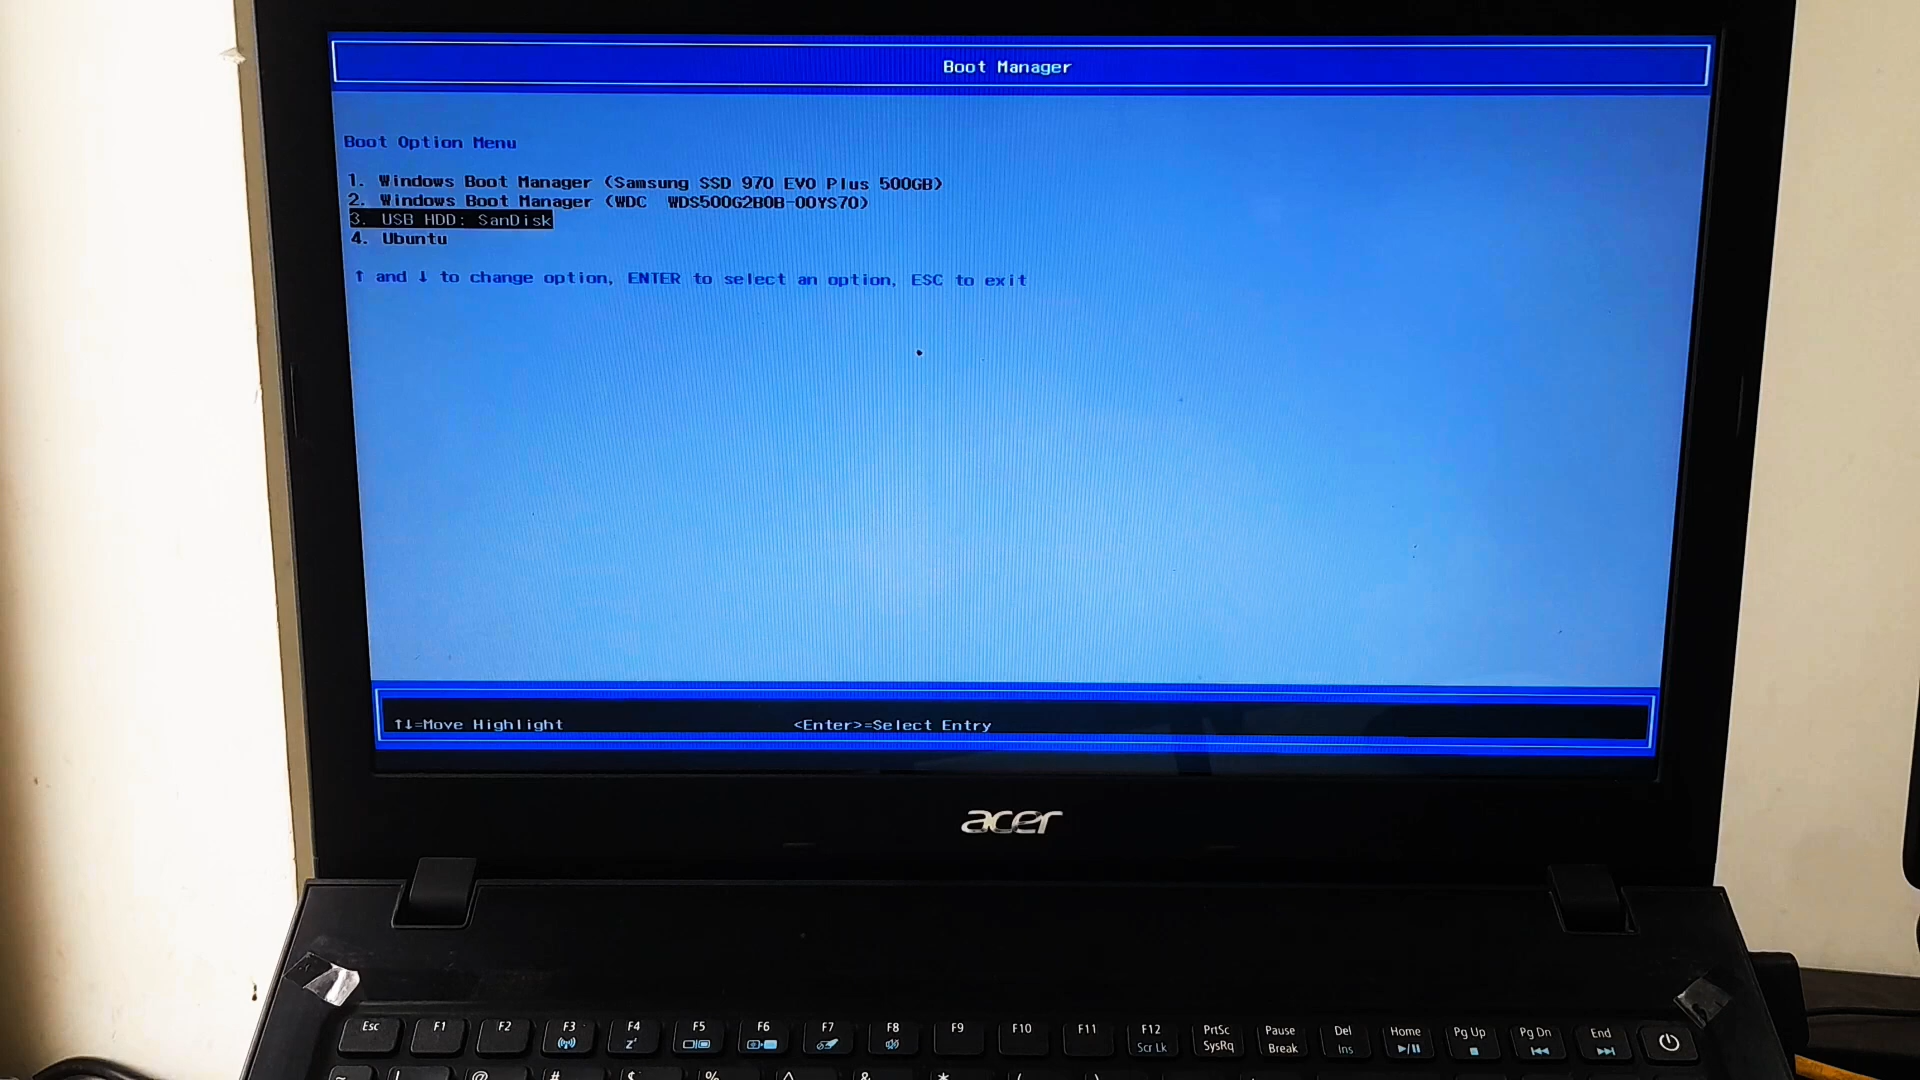 Boot Manager
Boot Option Menu
1. Windows Boot Manager (Samsung SSD 970 EVO Plus 500GB)
2. Windows Boot Manager (WDC WDS500G2B0B-00YS70)
3. USB HDD: SanDisk
4. Ubuntu
↑ and ↓ to change option, ENTER to select an option, ESC to exit
↑↓=Move Highlight <Enter>=Select Entry
acer
Esc F1 F2 F3 F4 F5 F6 F7 F8 F9 F10 F11 F12 PrtSc Pause Del Home Pg Up Pg Dn End
z Scr Lk SysRq Break Ins
! @ # $ % ^ & * ( )